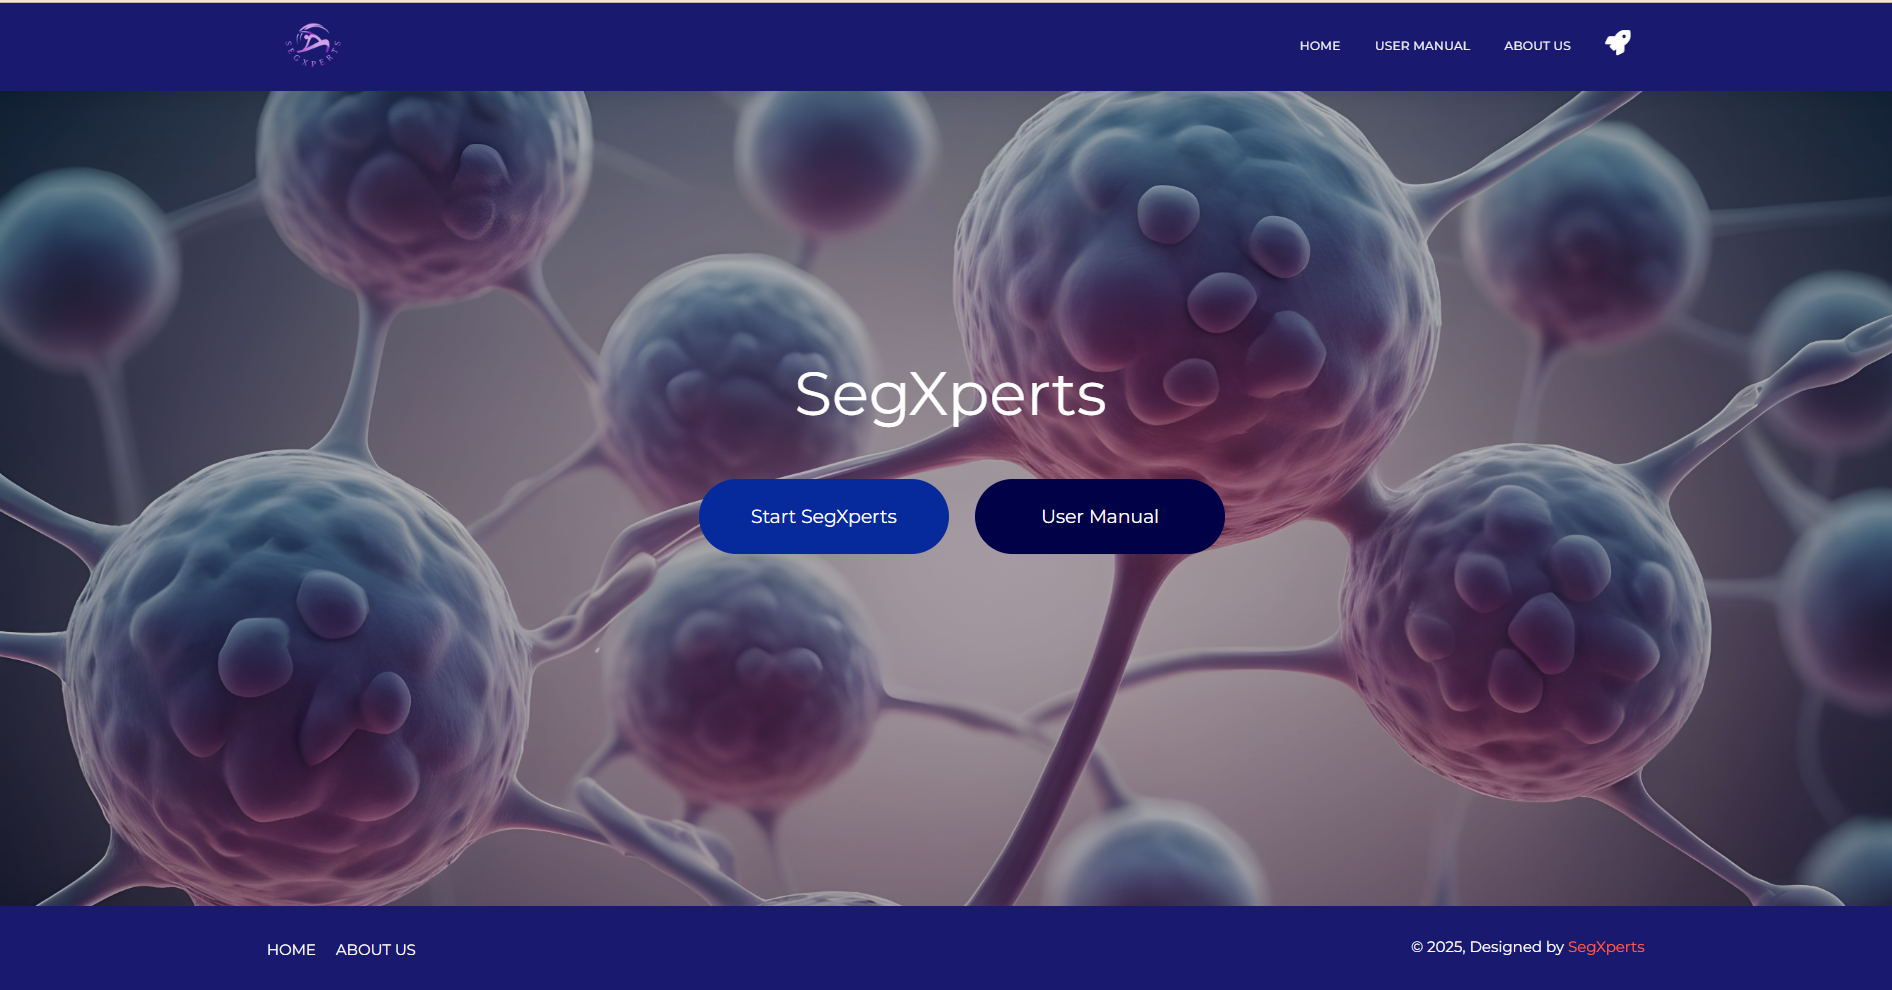 SEGXPERTS
HOME
USER MANUAL
ABOUT US
SegXperts
Start SegXperts
User Manual
HOME
ABOUT US
© 2025, Designed by SegXperts